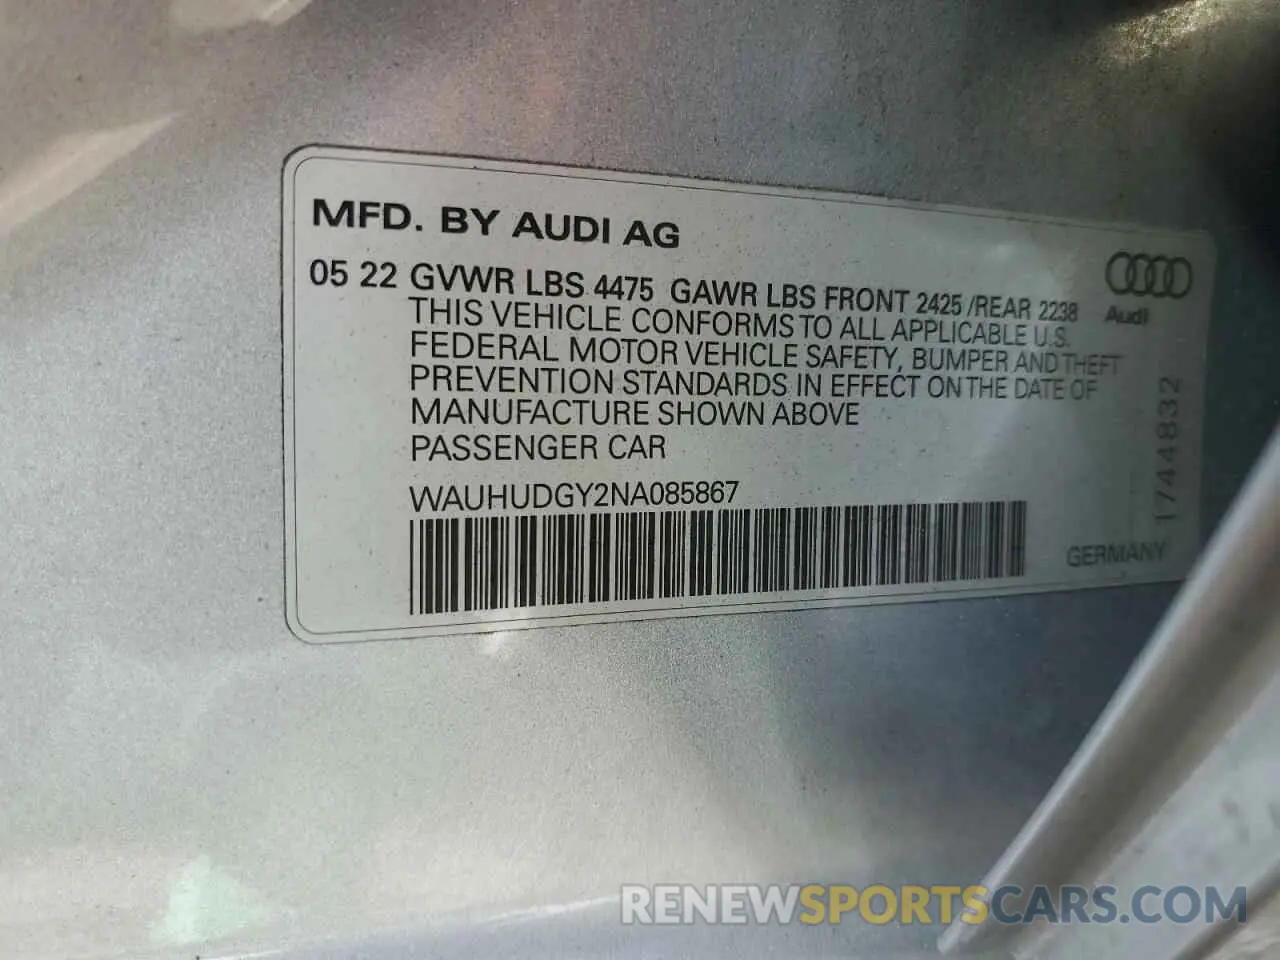 MFD. BY AUDI AG
05 22 GVWR LBS 4475 GAWR LBS FRONT 2425 /REAR 2238
THIS VEHICLE CONFORMS TO ALL APPLICABLE U.S.
FEDERAL MOTOR VEHICLE SAFETY, BUMPER AND THEFT
PREVENTION STANDARDS IN EFFECT ON THE DATE OF
MANUFACTURE SHOWN ABOVE
PASSENGER CAR
WAUHUDGY2NA085867
Audi
1744832
GERMANY
RENEWSPORTSCARS.COM